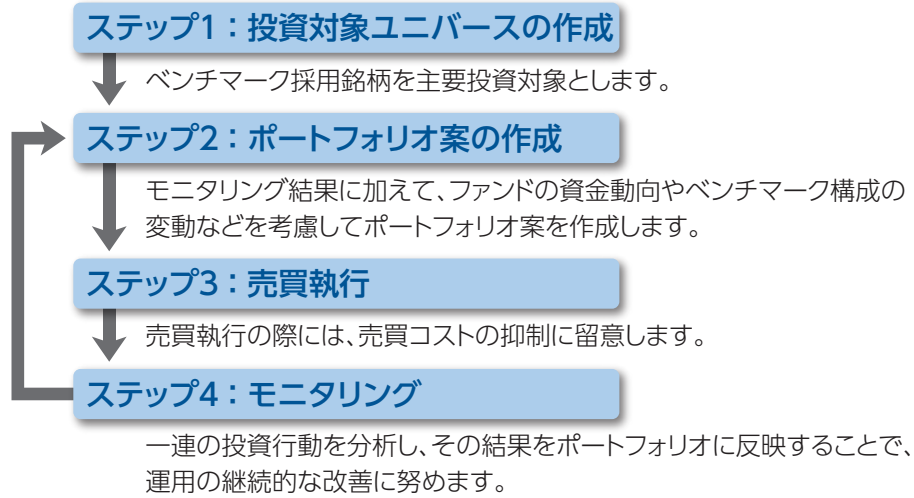 ステップ1：投資対象ユニバースの作成
ベンチマーク採用銘柄を主要投資対象とします。
ステップ2：ポートフォリオ案の作成
モニタリング結果に加えて、ファンドの資金動向やベンチマーク構成の
変動などを考慮してポートフォリオ案を作成します。
ステップ3：売買執行
売買執行の際には、売買コストの抑制に留意します。
ステップ4：モニタリング
一連の投資行動を分析し、その結果をポートフォリオに反映することで、
運用の継続的な改善に努めます。